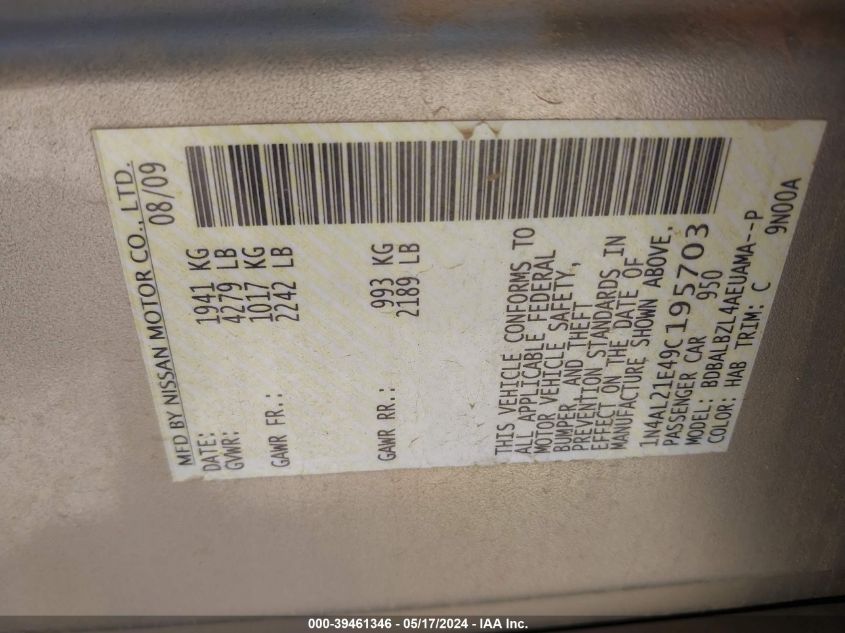 MFD BY NISSAN MOTOR CO., LTD.
DATE: 08/09
GVWR: 1941 KG
4279 LB
GAWR FR.: 1017 KG
2242 LB
GAWR RR.: 993 KG
2189 LB
THIS VEHICLE CONFORMS TO
ALL APPLICABLE FEDERAL
MOTOR VEHICLE SAFETY,
BUMPER, AND THEFT
PREVENTION STANDARDS IN
EFFECT ON THE DATE OF
MANUFACTURE SHOWN ABOVE.
1N4AL21E49C195703
PASSENGER CAR 950
MODEL: BDBALBZL4AEUAMA--P
COLOR: HAB TRIM: C 9N00A
000-39461346 - 05/17/2024 - IAA Inc.